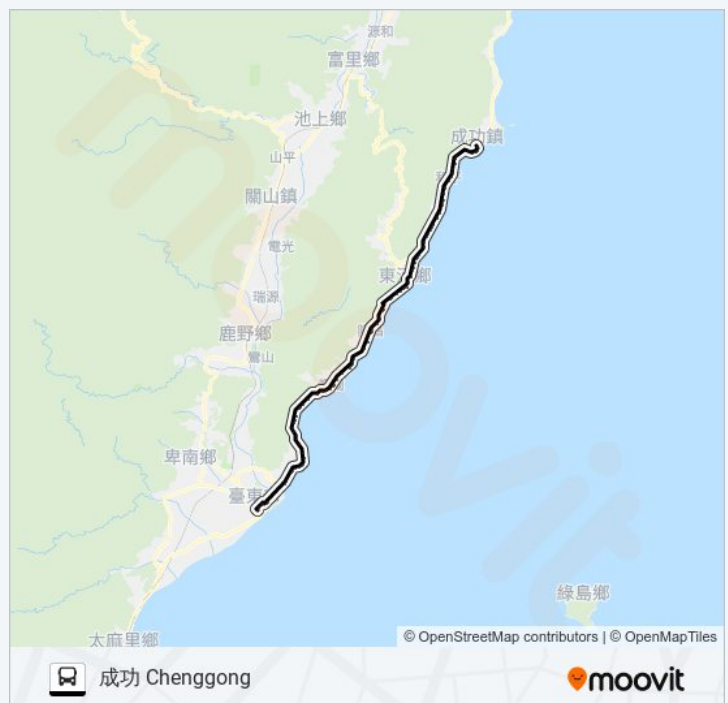 源和
富里鄉
池上鄉
成功鎮
山平
關山鎮
電光
東河鄉
瑞源
鹿野鄉
鸞山
卑南鄉
臺東
綠島鄉
太麻里鄉
© OpenStreetMap contributors | © OpenMapTiles
成功 Chenggong
moovit
moovit